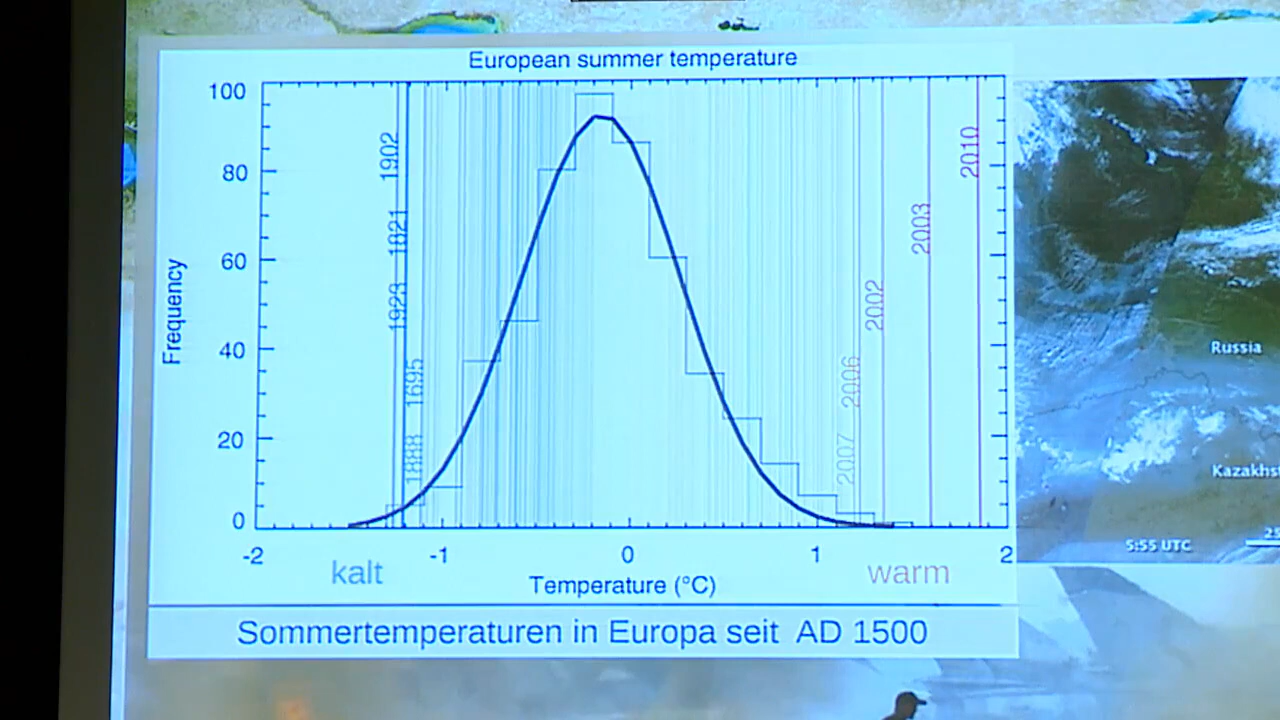 European summer temperature
100
80
60
40
20
0
Frequency
-2
-1
0
1
2
1902
1821
1923
1695
1888
2010
2003
2002
2006
2007
kalt
warm
Temperature (°C)
Sommertemperaturen in Europa seit AD 1500
Russia
Kazakhst
5:55 UTC
25